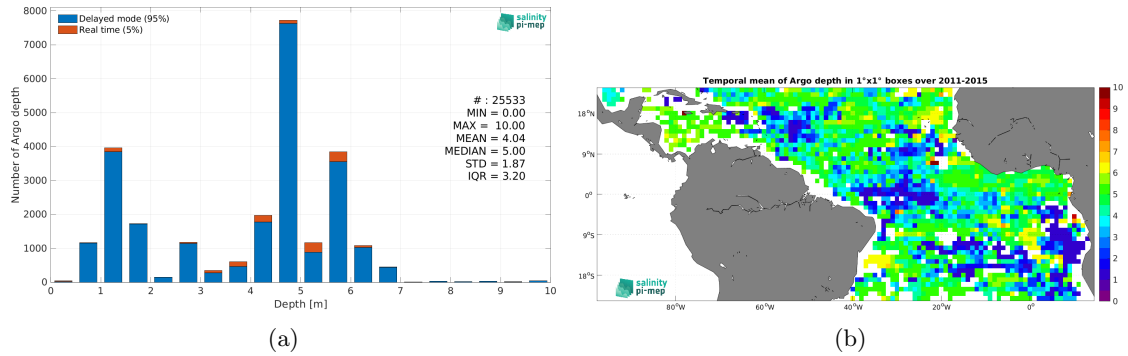 Delayed mode (95%)
Real time (5%)
salinity
pi-mep
# : 25533
MIN = 0.00
MAX = 10.00
MEAN = 4.04
MEDIAN = 5.00
STD = 1.87
IQR = 3.20
Number of Argo depth
8000
7000
6000
5000
4000
3000
2000
1000
0
0 1 2 3 4 5 6 7 8 9 10
Depth [m]
(a)
Temporal mean of Argo depth in 1°x1° boxes over 2011-2015
18°N
9°N
0°
9°S
18°S
80°W 60°W 40°W 20°W 0°
salinity
pi-mep
10
9
8
7
6
5
4
3
2
1
0
(b)